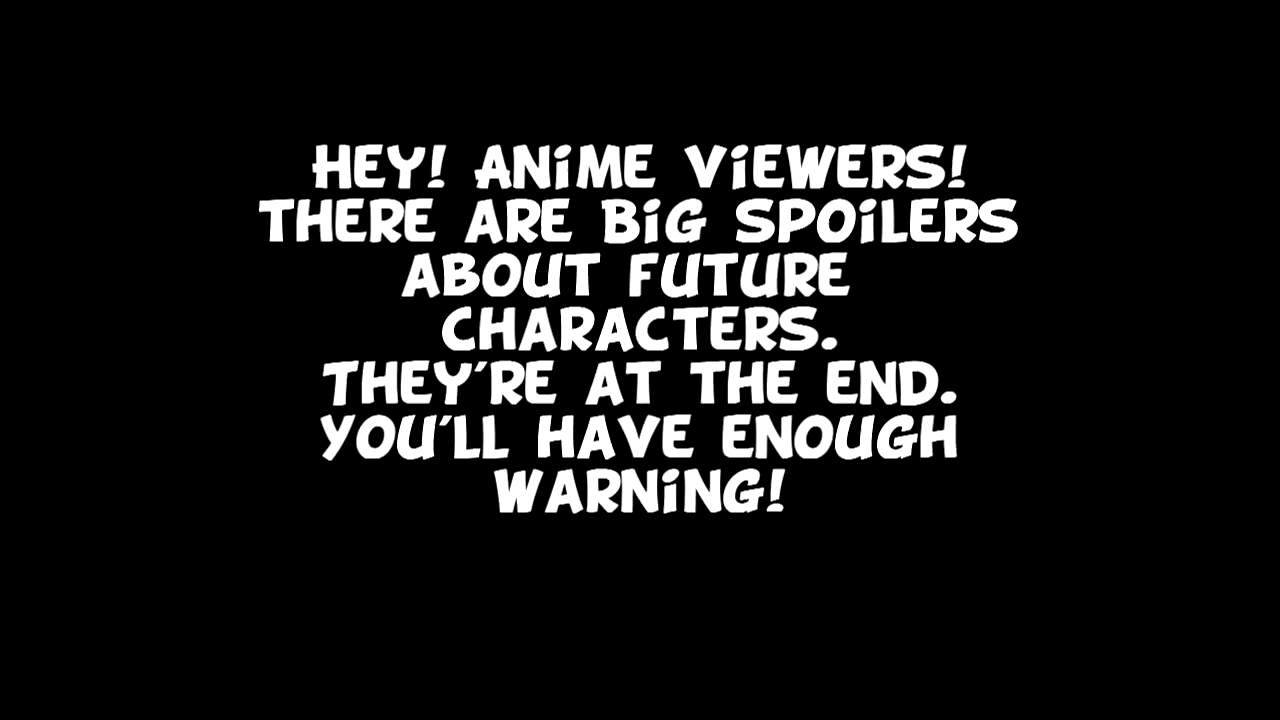 HEY! ANiME ViEWERS!
THERE ARE BiG SPOiLERS
ABOUT FUTURE
CHARACTERS.
THEY'RE AT THE END.
YOU'LL HAVE ENOUGH
WARNiNG!